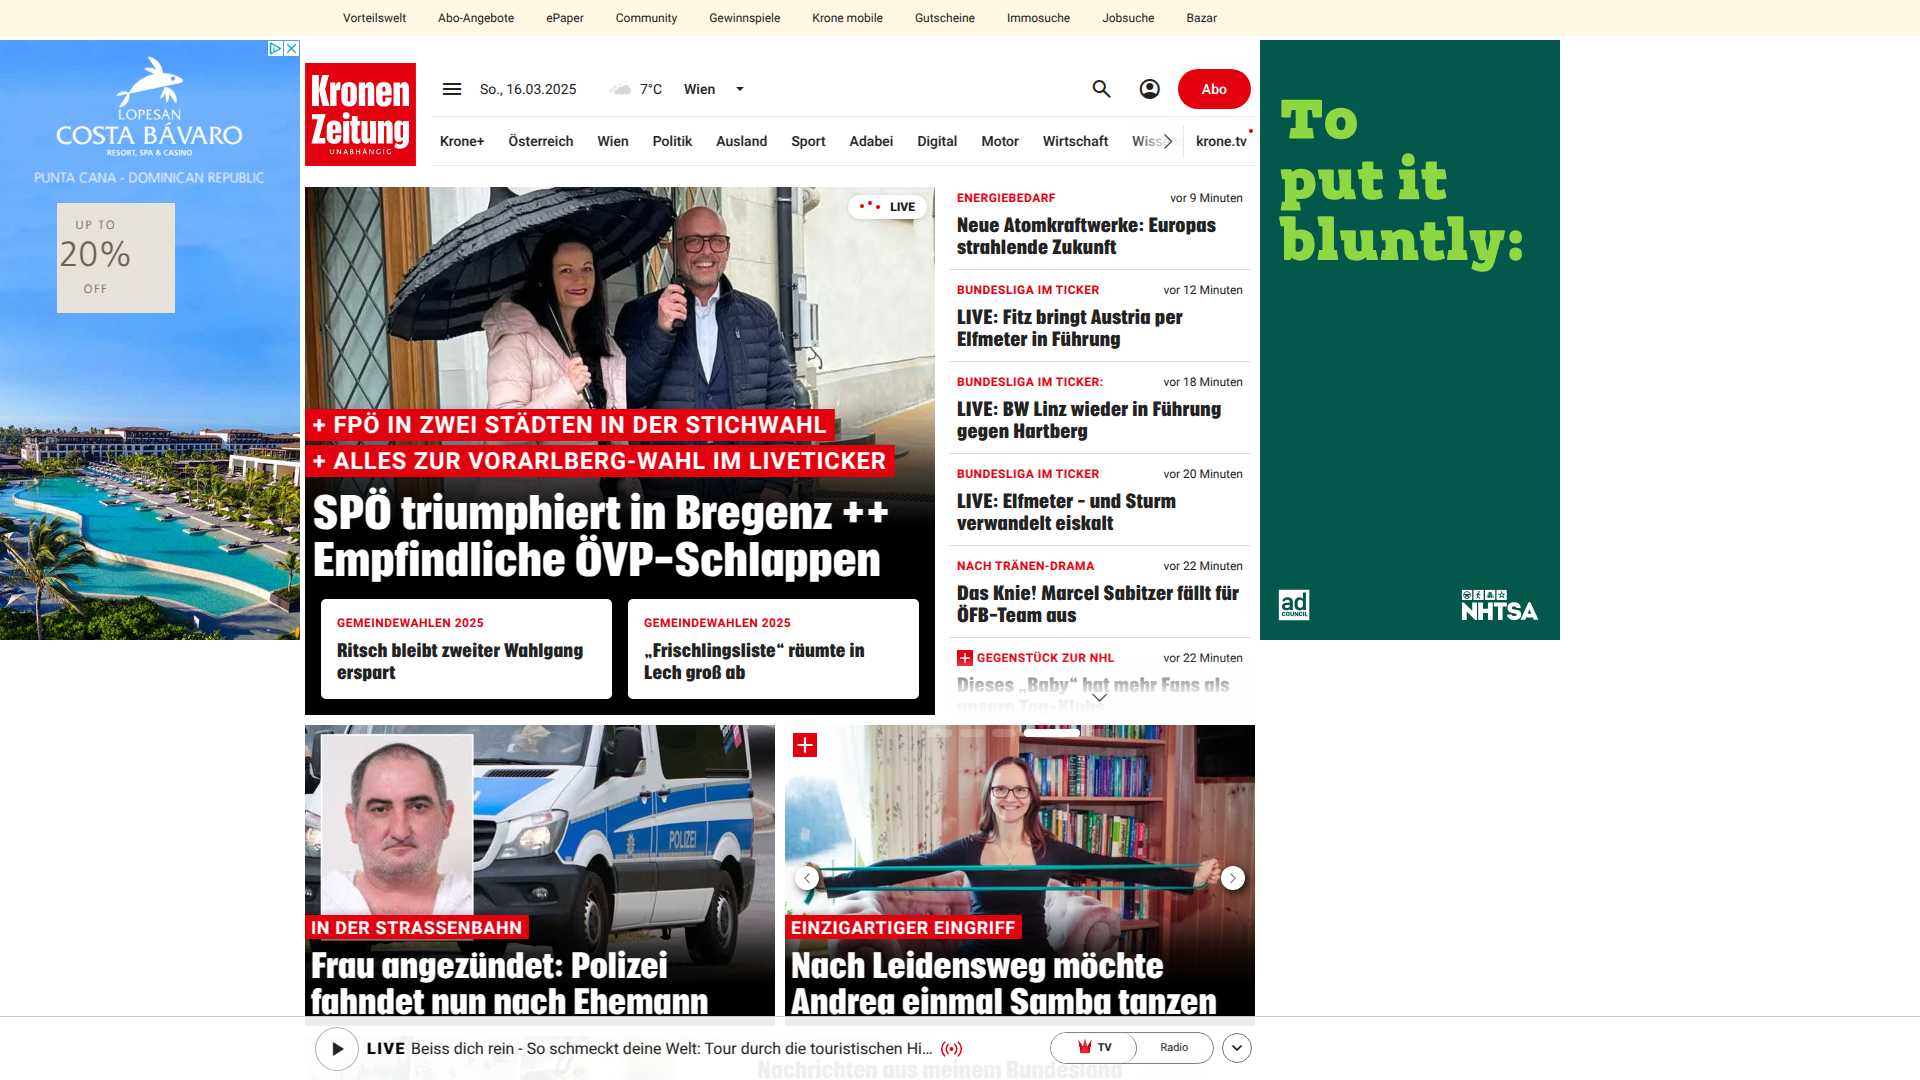 Vorteilswelt
Abo-Angebote
ePaper
Community
Gewinnspiele
Krone mobile
Gutscheine
Immosuche
Jobsuche
Bazar
LOPESAN
COSTA BÁVARO
RESORT, SPA & CASINO
PUNTA CANA - DOMINICAN REPUBLIC
UP TO
20%
OFF
Kronen
Zeitung
UNABHÄNGIG
So., 16.03.2025
7°C
Wien
Abo
Krone+
Österreich
Wien
Politik
Ausland
Sport
Adabei
Digital
Motor
Wirtschaft
krone.tv
LIVE
+ FPÖ IN ZWEI STÄDTEN IN DER STICHWAHL
+ ALLES ZUR VORARLBERG-WAHL IM LIVETICKER
SPÖ triumphiert in Bregenz ++
Empfindliche ÖVP-Schlappen
GEMEINDEWAHLEN 2025
Ritsch bleibt zweiter Wahlgang
erspart
GEMEINDEWAHLEN 2025
„Frischlingsliste“ räumte in
Lech groß ab
ENERGIEBEDARF
vor 9 Minuten
Neue Atomkraftwerke: Europas
strahlende Zukunft
BUNDESLIGA IM TICKER
vor 12 Minuten
LIVE: Fitz bringt Austria per
Elfmeter in Führung
BUNDESLIGA IM TICKER:
vor 18 Minuten
LIVE: BW Linz wieder in Führung
gegen Hartberg
BUNDESLIGA IM TICKER
vor 20 Minuten
LIVE: Elfmeter - und Sturm
verwandelt eiskalt
NACH TRÄNEN-DRAMA
vor 22 Minuten
Das Knie! Marcel Sabitzer fällt für
ÖFB-Team aus
GEGENSTÜCK ZUR NHL
vor 22 Minuten
Dieses „Baby“ hat mehr Fans als
unsere Top-Klubs
To
put it
bluntly:
ad
COUNCIL
NHTSA
POLIZEI
IN DER STRASSENBAHN
Frau angezündet: Polizei
fahndet nun nach Ehemann
EINZIGARTIGER EINGRIFF
Nach Leidensweg möchte
Andrea einmal Samba tanzen
LIVE Beiss dich rein - So schmeckt deine Welt: Tour durch die touristischen Hi...
TV
Radio
Nachrichten aus meinem Bundesland